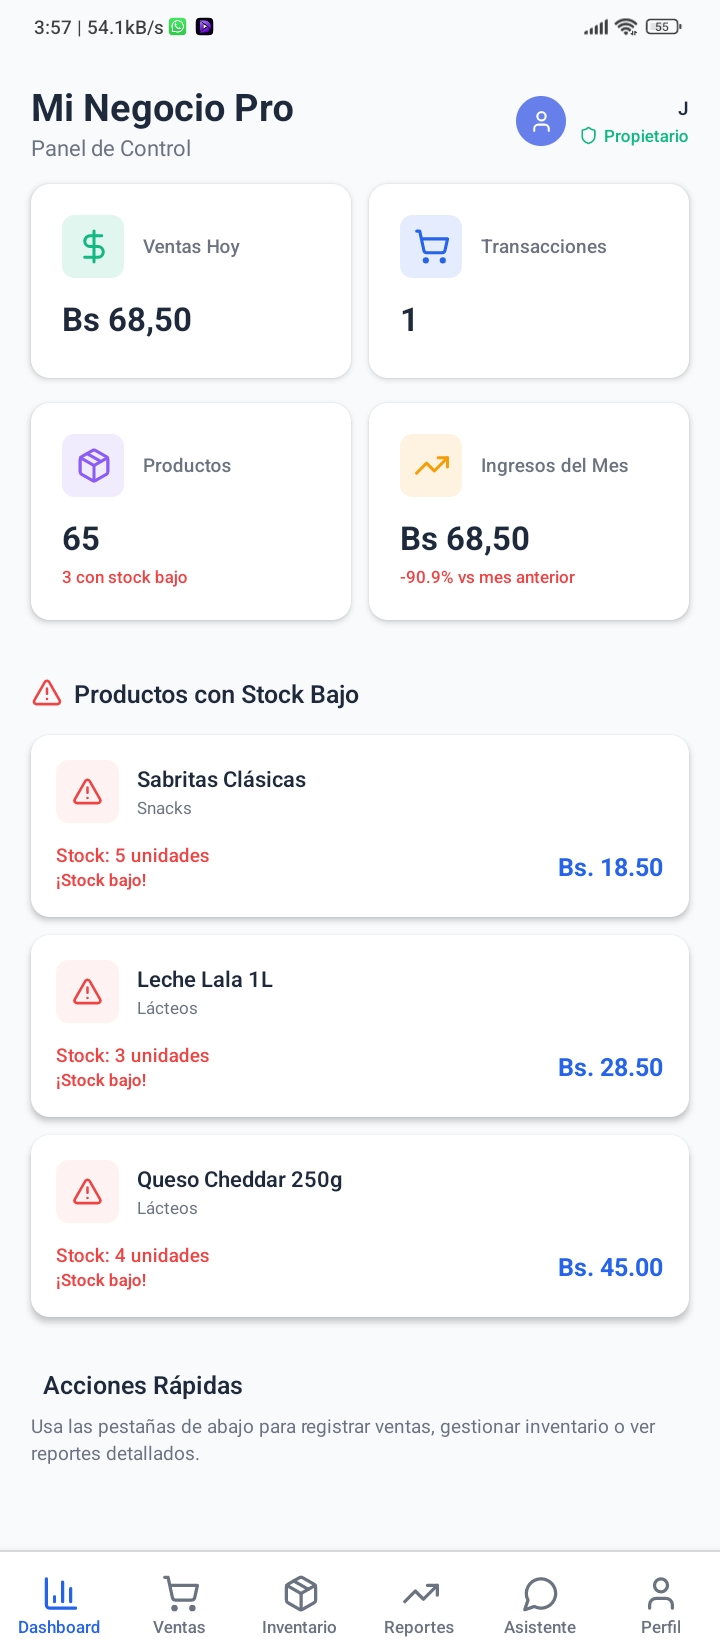 3:57 | 54.1kB/s
55
Mi Negocio Pro
Panel de Control
J
Propietario
Ventas Hoy
Bs 68,50
Transacciones
1
Productos
65
3 con stock bajo
Ingresos del Mes
Bs 68,50
-90.9% vs mes anterior
Productos con Stock Bajo
Sabritas Clásicas
Snacks
Stock: 5 unidades
¡Stock bajo!
Bs. 18.50
Leche Lala 1L
Lácteos
Stock: 3 unidades
¡Stock bajo!
Bs. 28.50
Queso Cheddar 250g
Lácteos
Stock: 4 unidades
¡Stock bajo!
Bs. 45.00
Acciones Rápidas
Usa las pestañas de abajo para registrar ventas, gestionar inventario o ver
reportes detallados.
Dashboard
Ventas
Inventario
Reportes
Asistente
Perfil